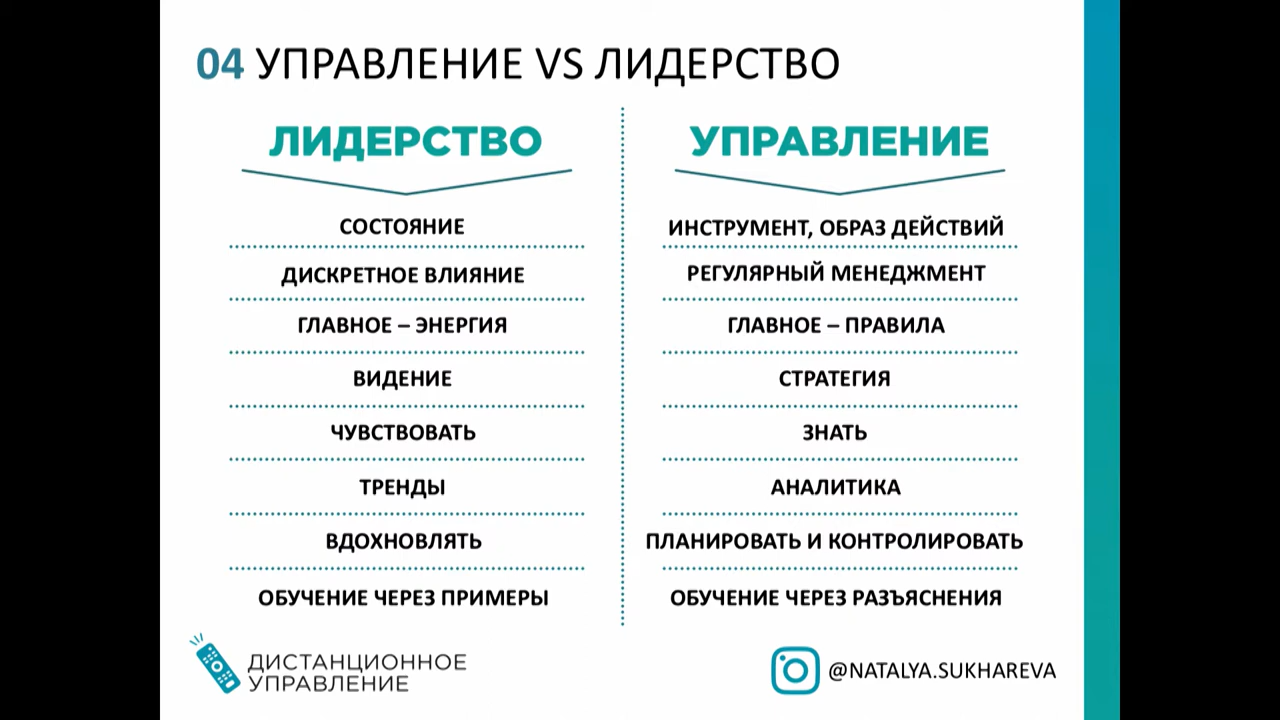 04 УПРАВЛЕНИЕ VS ЛИДЕРСТВО
ЛИДЕРСТВО
СОСТОЯНИЕ
ДИСКРЕТНОЕ ВЛИЯНИЕ
ГЛАВНОЕ – ЭНЕРГИЯ
ВИДЕНИЕ
ЧУВСТВОВАТЬ
ТРЕНДЫ
ВДОХНОВЛЯТЬ
ОБУЧЕНИЕ ЧЕРЕЗ ПРИМЕРЫ
УПРАВЛЕНИЕ
ИНСТРУМЕНТ, ОБРАЗ ДЕЙСТВИЙ
РЕГУЛЯРНЫЙ МЕНЕДЖМЕНТ
ГЛАВНОЕ – ПРАВИЛА
СТРАТЕГИЯ
ЗНАТЬ
АНАЛИТИКА
ПЛАНИРОВАТЬ И КОНТРОЛИРОВАТЬ
ОБУЧЕНИЕ ЧЕРЕЗ РАЗЪЯСНЕНИЯ
ДИСТАНЦИОННОЕ
УПРАВЛЕНИЕ
@NATALYA.SUKHAREVA